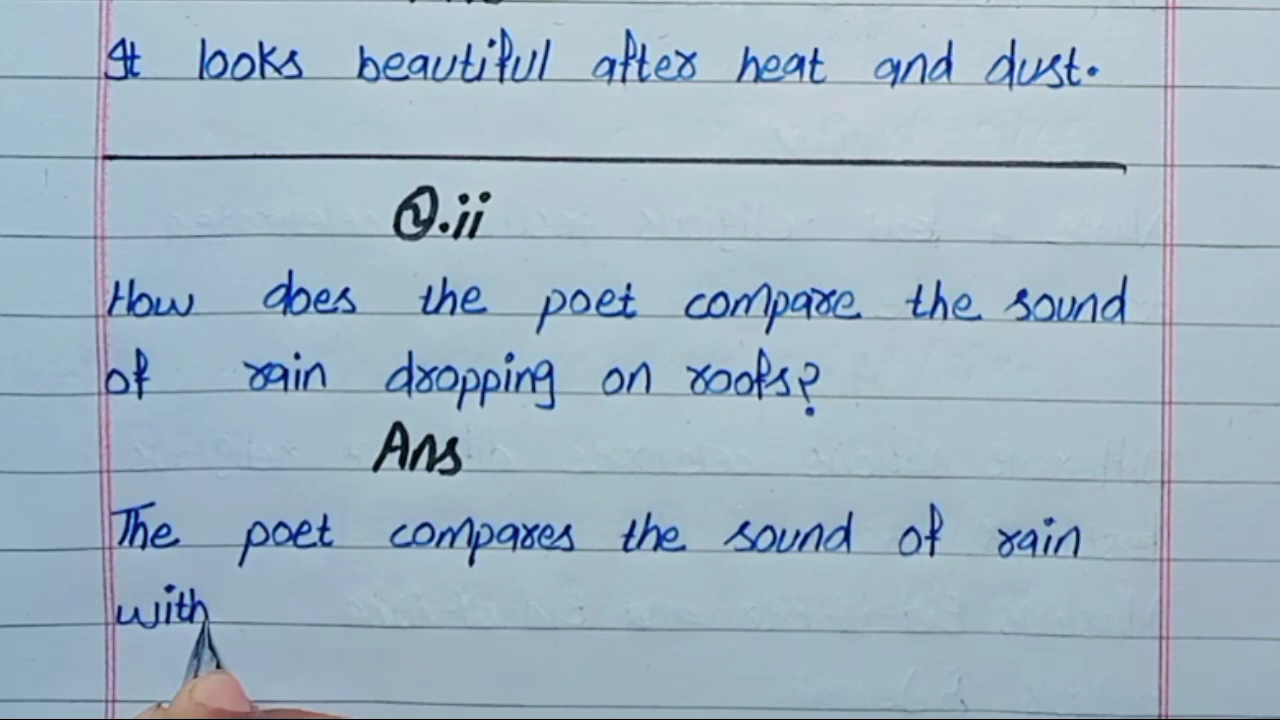 It looks beautiful after heat and dust.
Q.ii
How does the poet compare the sound
of rain dropping on roofs?
Ans
The poet compares the sound of rain
with